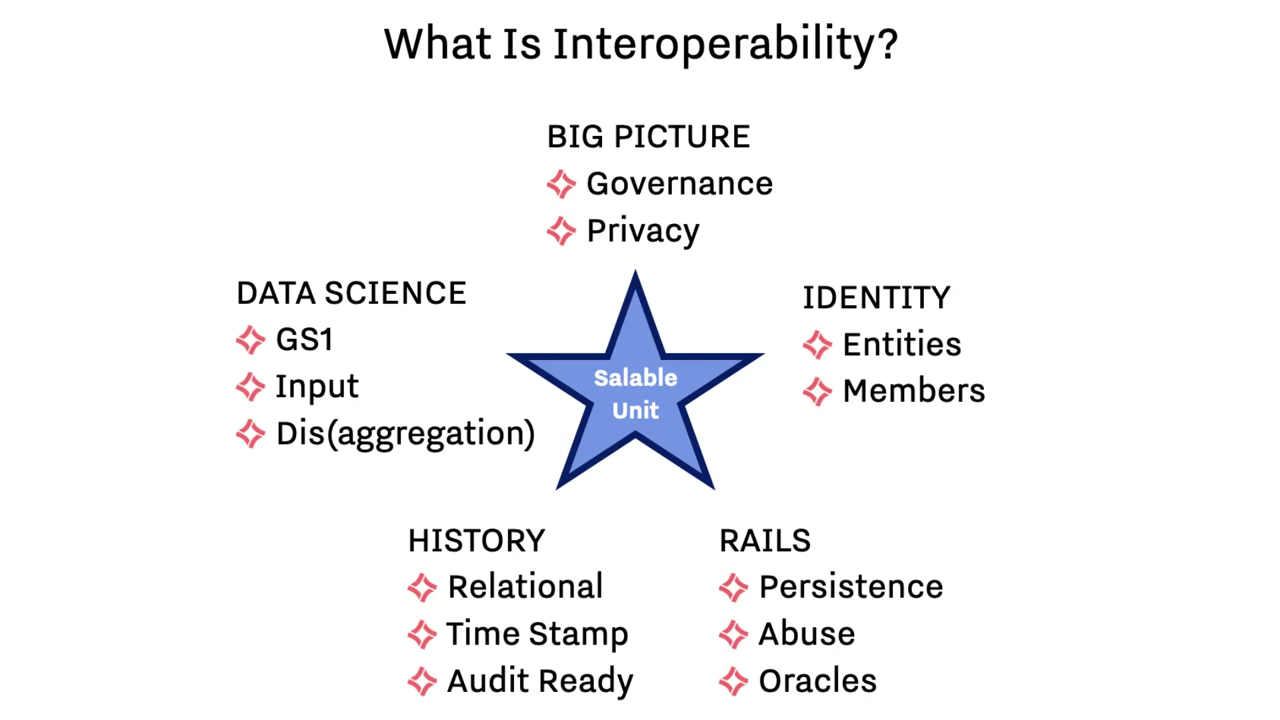 What Is Interoperability?
BIG PICTURE
Governance
Privacy
DATA SCIENCE
GS1
Input
Dis(aggregation)
Salable
Unit
IDENTITY
Entities
Members
HISTORY
Relational
Time Stamp
Audit Ready
RAILS
Persistence
Abuse
Oracles